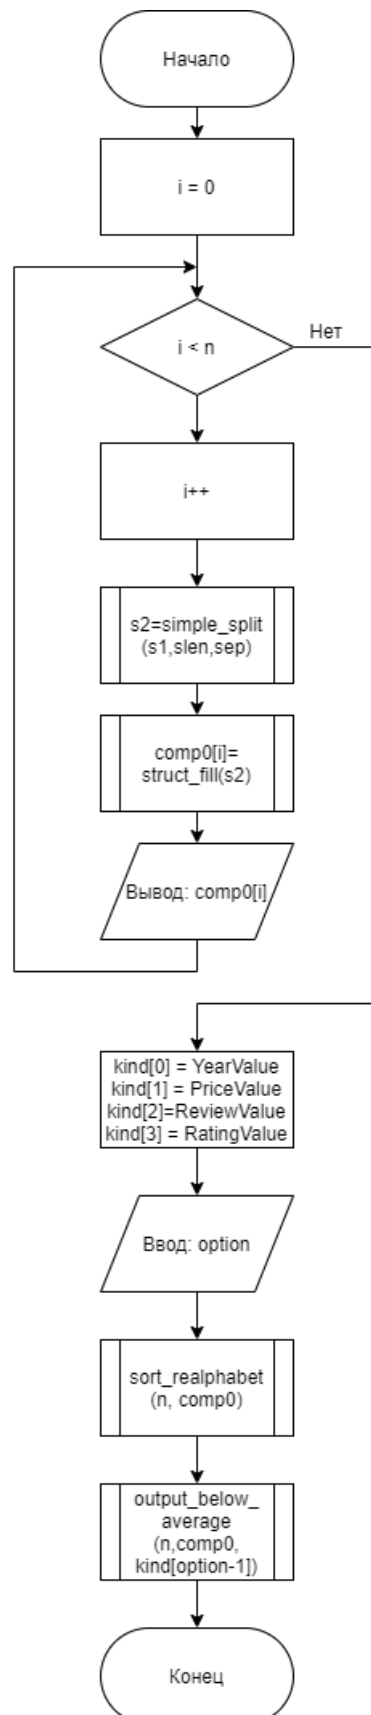 Начало
i = 0
i < n
Нет
i++
s2=simple_split
(s1,slen,sep)
comp0[i]=
struct_fill(s2)
Вывод: comp0[i]
kind[0] = YearValue
kind[1] = PriceValue
kind[2]=ReviewValue
kind[3] = RatingValue
Ввод: option
sort_realphabet
(n, comp0)
output_below_
average
(n,comp0,
kind[option-1])
Конец